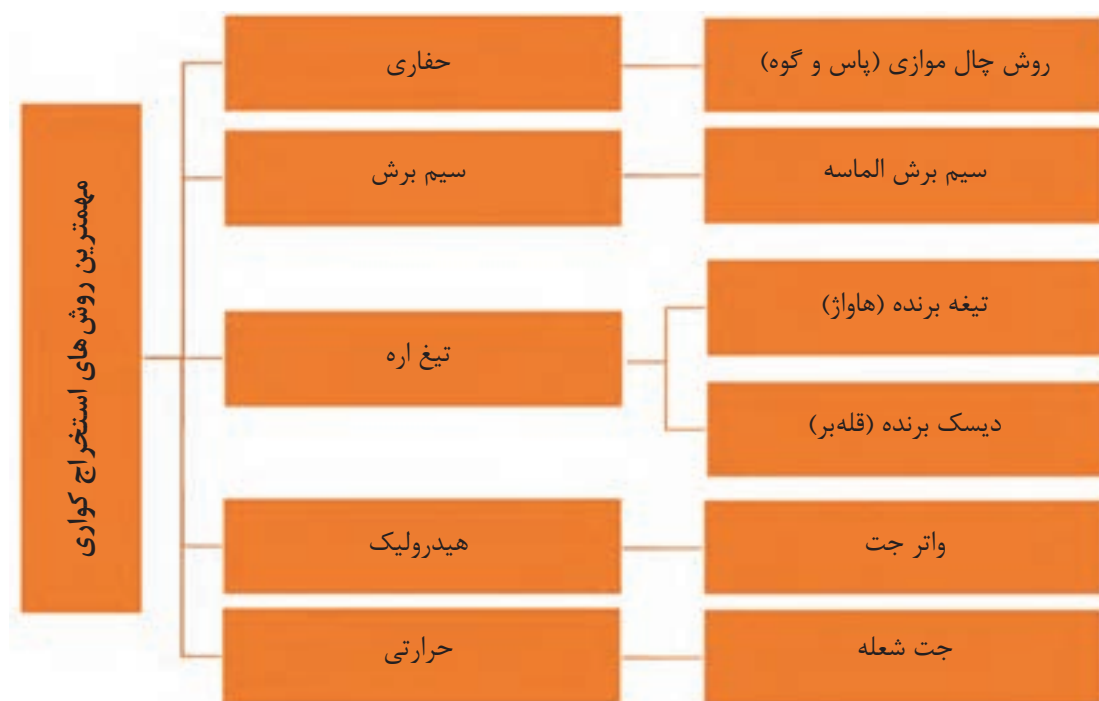 مهمترین روش‌های استخراج کواری
حفاری
روش چال موازی (پاس و گوه)
سیم برش
سیم برش الماسه
تیغ اره
تیغه برنده (هاواژ)
دیسک برنده (قله‌بر)
هیدرولیک
واتر جت
حرارتی
جت شعله